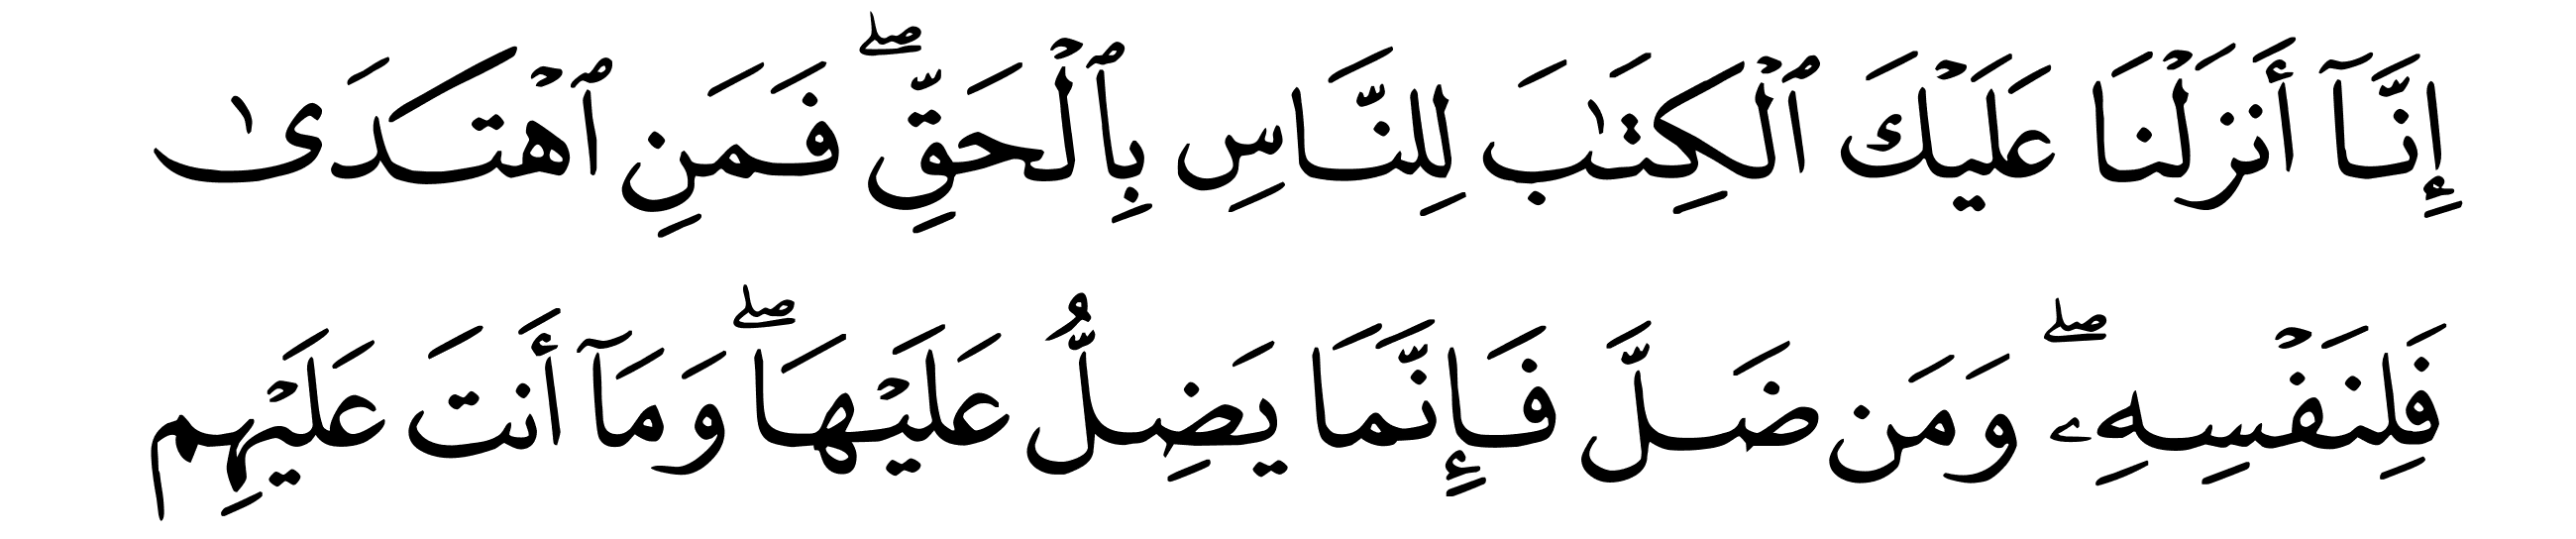 إِنَّآ أَنزَلۡنَا عَلَيۡكَ ٱلۡكِتَٰبَ لِلنَّاسِ بِٱلۡحَقِّۖ فَمَنِ ٱهۡتَدَىٰ
فَلِنَفۡسِهِۦۖ وَمَن ضَلَّ فَإِنَّمَا يَضِلُّ عَلَيۡهَاۖ وَمَآ أَنتَ عَلَيۡهِم